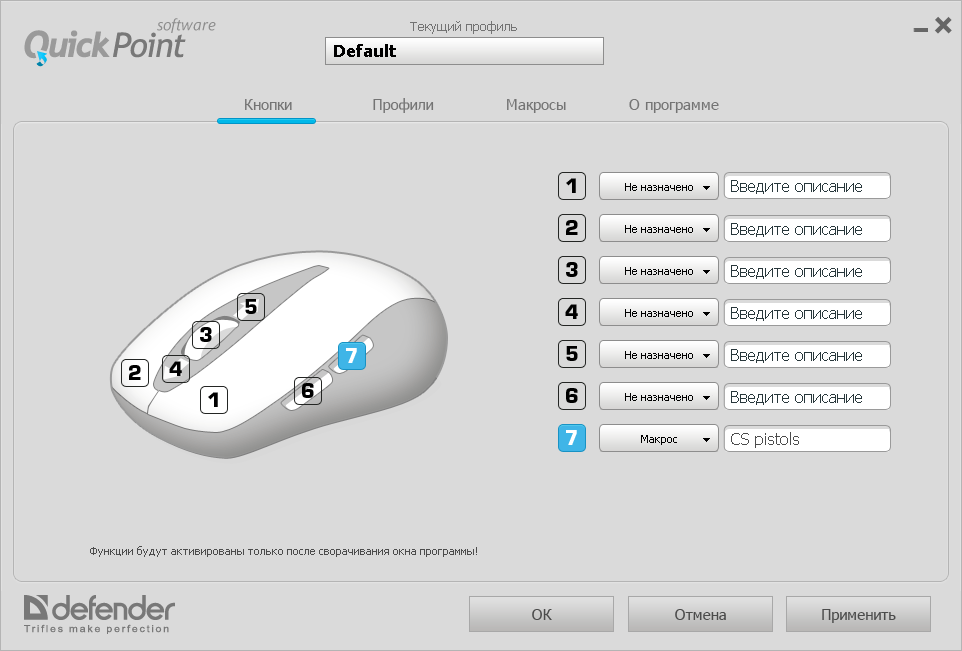 software
QuickPoint
Текущий профиль
Default
Кнопки Профили Макросы О программе
1 Не назначено Введите описание
2 Не назначено Введите описание
3 Не назначено Введите описание
4 Не назначено Введите описание
5 Не назначено Введите описание
6 Не назначено Введите описание
7 Макрос CS pistols
5
3
7
2
4
6
1
Функции будут активированы только после сворачивания окна программы!
defender
Trifles make perfection
OK Отмена Применить